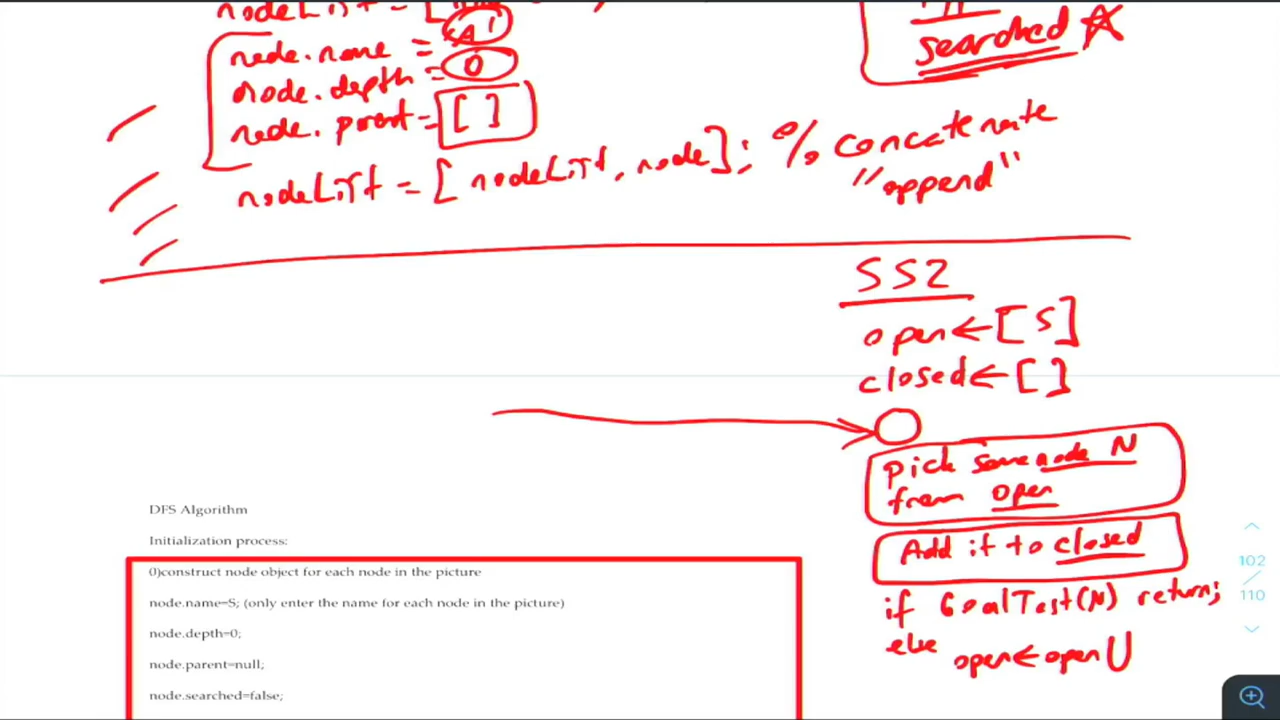 nodeList = [
node.name = 'A'
node.depth = 0
node.parent = [ ]
nodeList = [ nodeList, node ]; % concatenate
"append"
searched
SS2
open ← [ S ]
closed ← [ ]
pick some node N
from open
Add it to closed
if GoalTest(N) return;
else open ← open U
DFS Algorithm
Initialization process:
0)construct node object for each node in the picture
node.name=S; (only enter the name for each node in the picture)
node.depth=0;
node.parent=null;
node.searched=false;
102
/
110